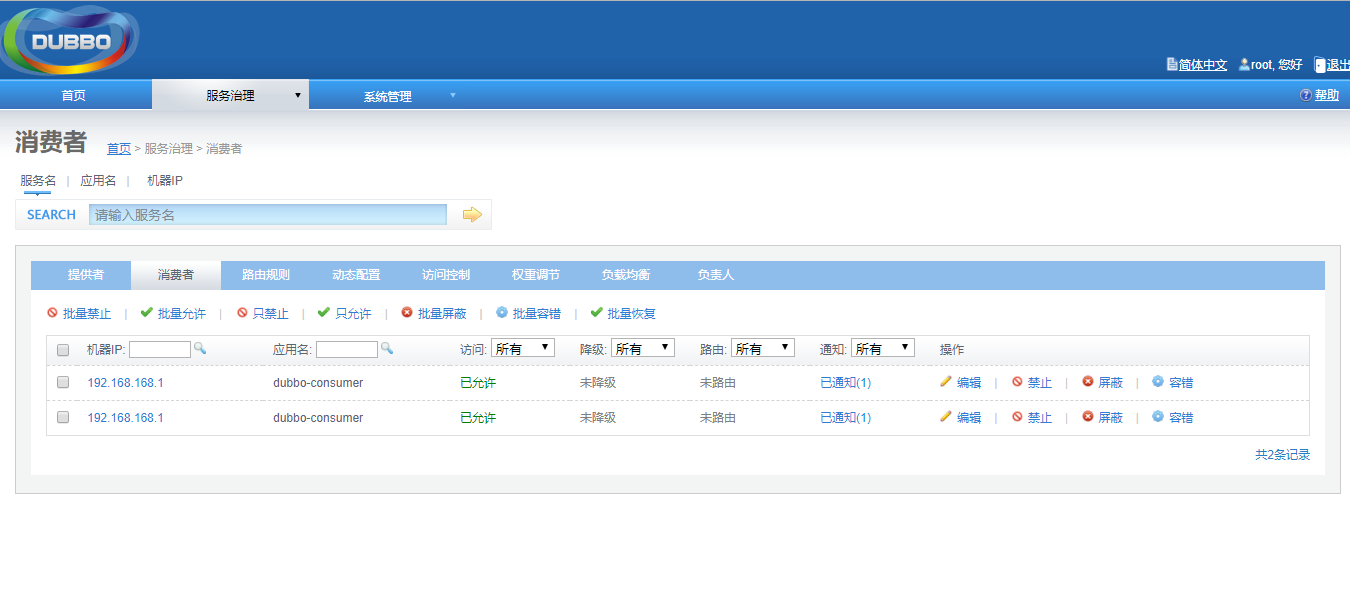 DUBBO
简体中文 root, 您好 退出
首页 服务治理 ▼ 系统管理 ▼ ? 帮助
消费者 首页 > 服务治理 > 消费者
服务名 | 应用名 | 机器IP
SEARCH 请输入服务名
提供者 消费者 路由规则 动态配置 访问控制 权重调节 负载均衡 负责人
批量禁止 | 批量允许 | 只禁止 | 只允许 | 批量屏蔽 | 批量容错 | 批量恢复
机器IP: 应用名: 访问: 所有 降级: 所有 路由: 所有 通知: 所有 操作
192.168.168.1 dubbo-consumer 已允许 未降级 未路由 已通知(1) 编辑 | 禁止 | 屏蔽 | 容错
192.168.168.1 dubbo-consumer 已允许 未降级 未路由 已通知(1) 编辑 | 禁止 | 屏蔽 | 容错
共2条记录